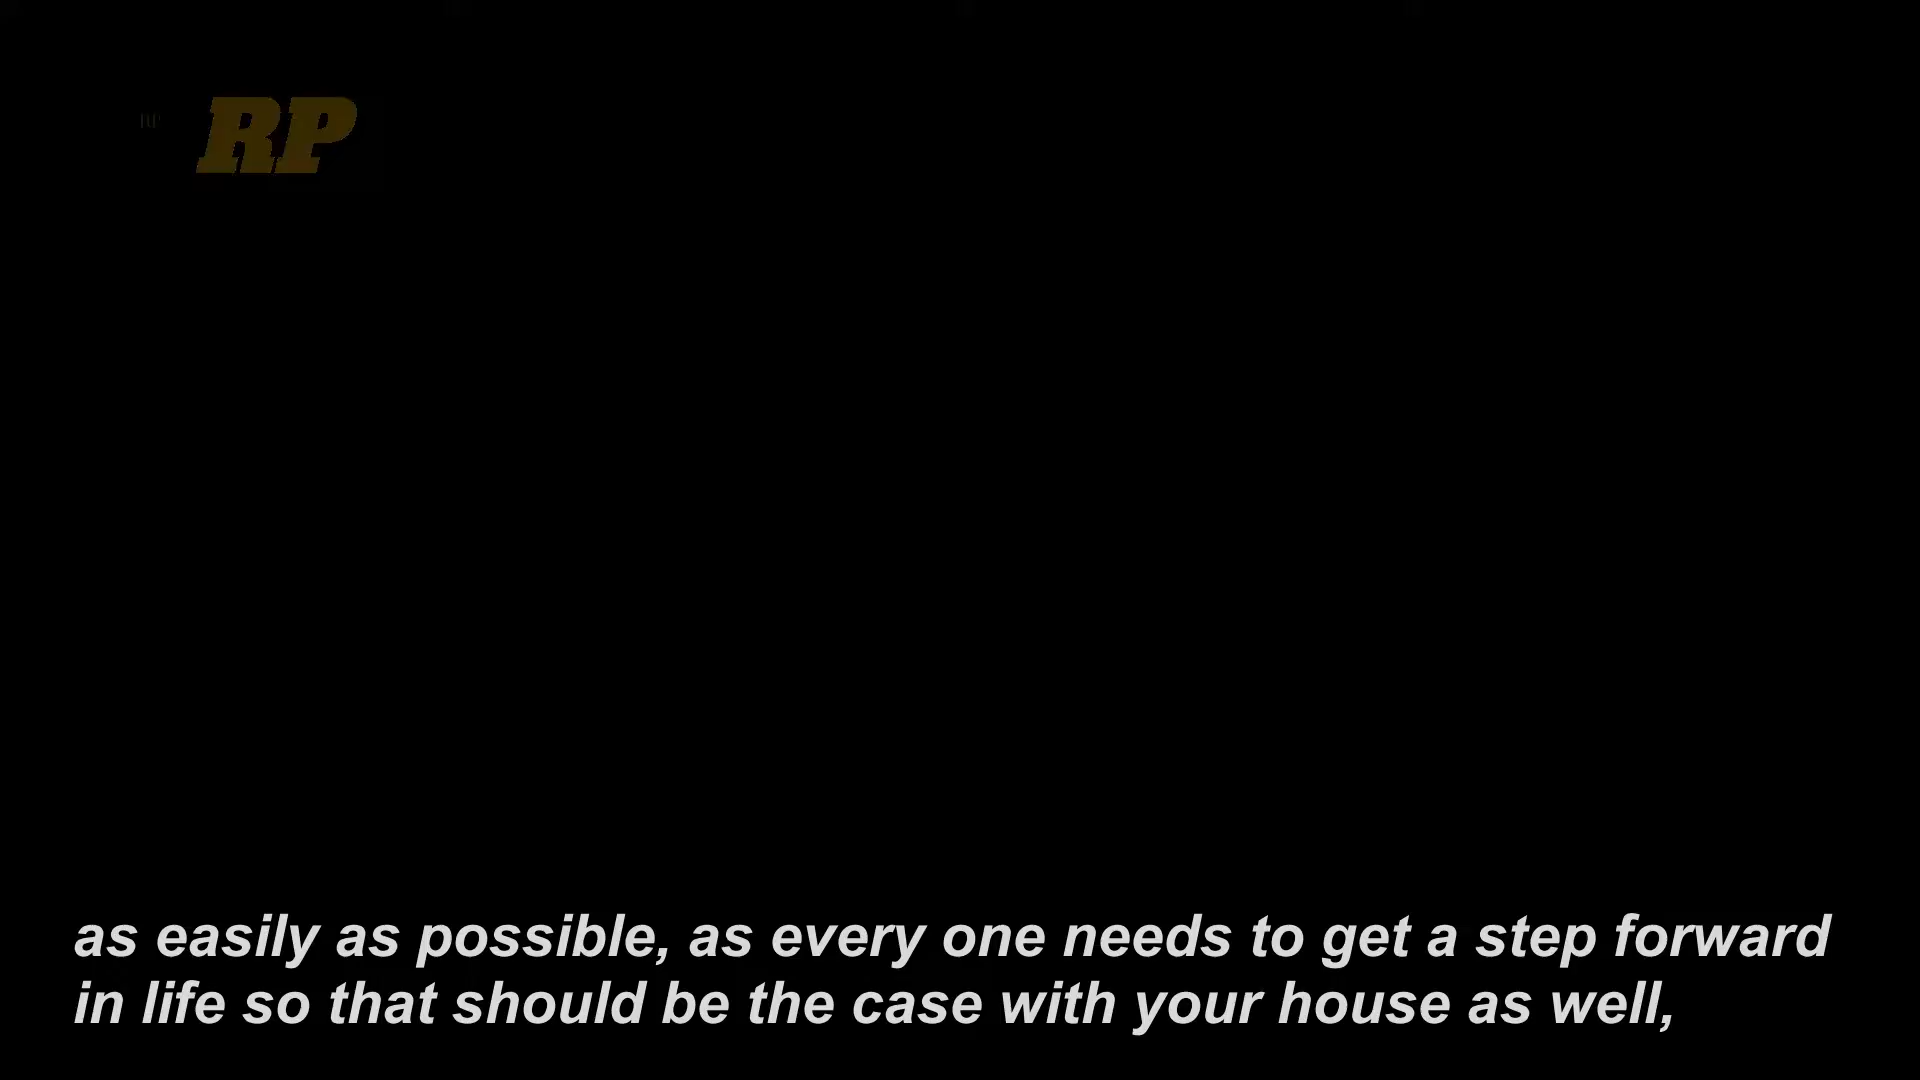 RP
as easily as possible, as every one needs to get a step forward
in life so that should be the case with your house as well,